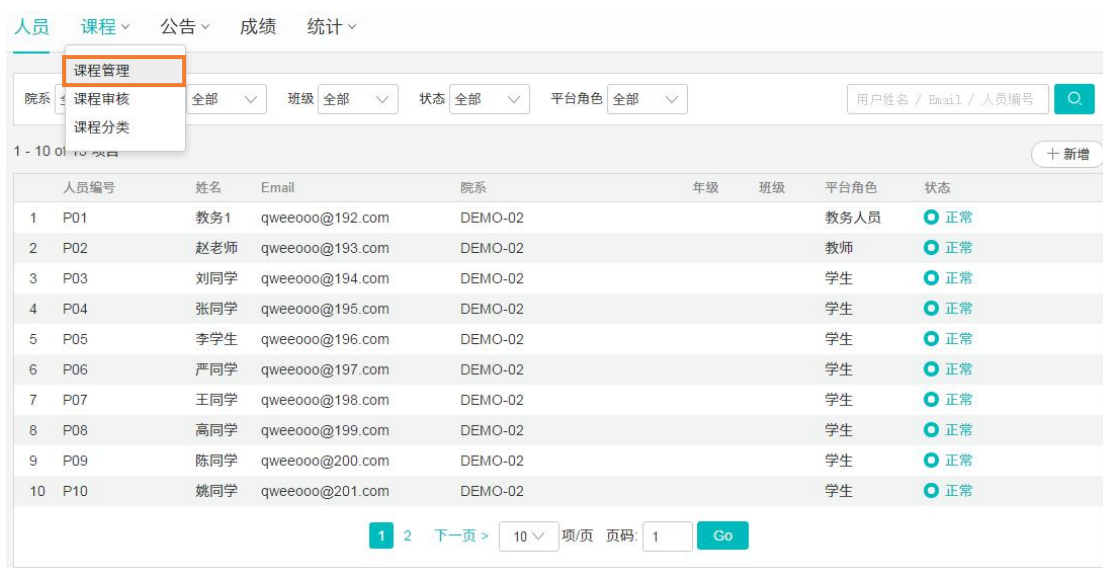 人员 课程 公告 成绩 统计
课程管理
院系 课程审核 全部 班级 全部 状态 全部 平台角色 全部 用户姓名 / Email / 人员编号
课程分类
1 - 10 of 项目 + 新增
人员编号 姓名 Email 院系 年级 班级 平台角色 状态
1 P01 教务1 qweeooo@192.com DEMO-02 教务人员 正常
2 P02 赵老师 qweeooo@193.com DEMO-02 教师 正常
3 P03 刘同学 qweeooo@194.com DEMO-02 学生 正常
4 P04 张同学 qweeooo@195.com DEMO-02 学生 正常
5 P05 李学生 qweeooo@196.com DEMO-02 学生 正常
6 P06 严同学 qweeooo@197.com DEMO-02 学生 正常
7 P07 王同学 qweeooo@198.com DEMO-02 学生 正常
8 P08 高同学 qweeooo@199.com DEMO-02 学生 正常
9 P09 陈同学 qweeooo@200.com DEMO-02 学生 正常
10 P10 姚同学 qweeooo@201.com DEMO-02 学生 正常
1 2 下一页 > 10 项/页 页码: 1 Go